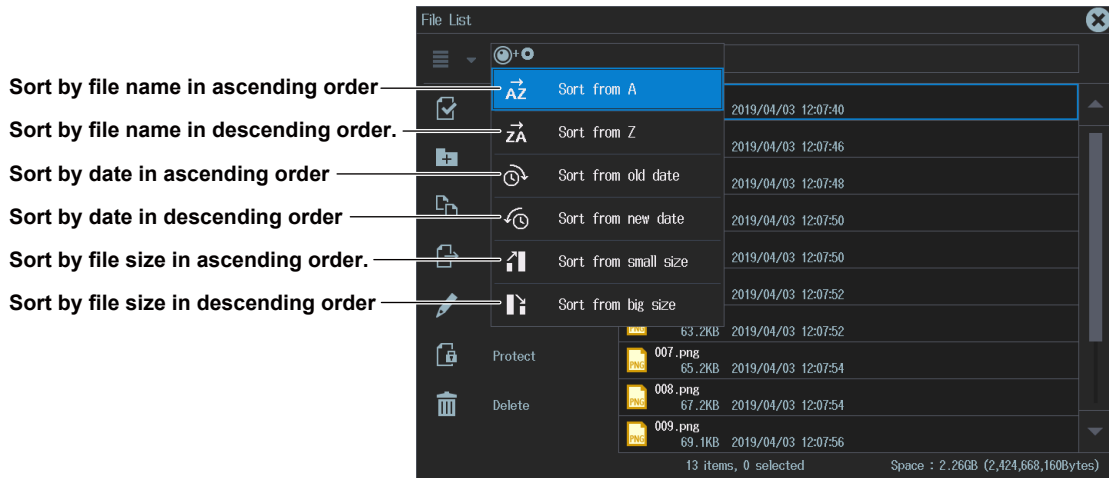 File List
Sort by file name in ascending order
AZ Sort from A
2019/04/03 12:07:40
Sort by file name in descending order.
ZA Sort from Z
2019/04/03 12:07:46
Sort by date in ascending order
Sort from old date
2019/04/03 12:07:48
Sort by date in descending order
Sort from new date
2019/04/03 12:07:50
Sort by file size in ascending order.
Sort from small size
2019/04/03 12:07:50
Sort by file size in descending order
Sort from big size
2019/04/03 12:07:52
PNG 63.2KB 2019/04/03 12:07:52
Protect
007.png
PNG 65.2KB 2019/04/03 12:07:54
Delete
008.png
PNG 67.2KB 2019/04/03 12:07:54
009.png
PNG 69.1KB 2019/04/03 12:07:56
13 items, 0 selected Space : 2.26GB (2,424,668,160Bytes)